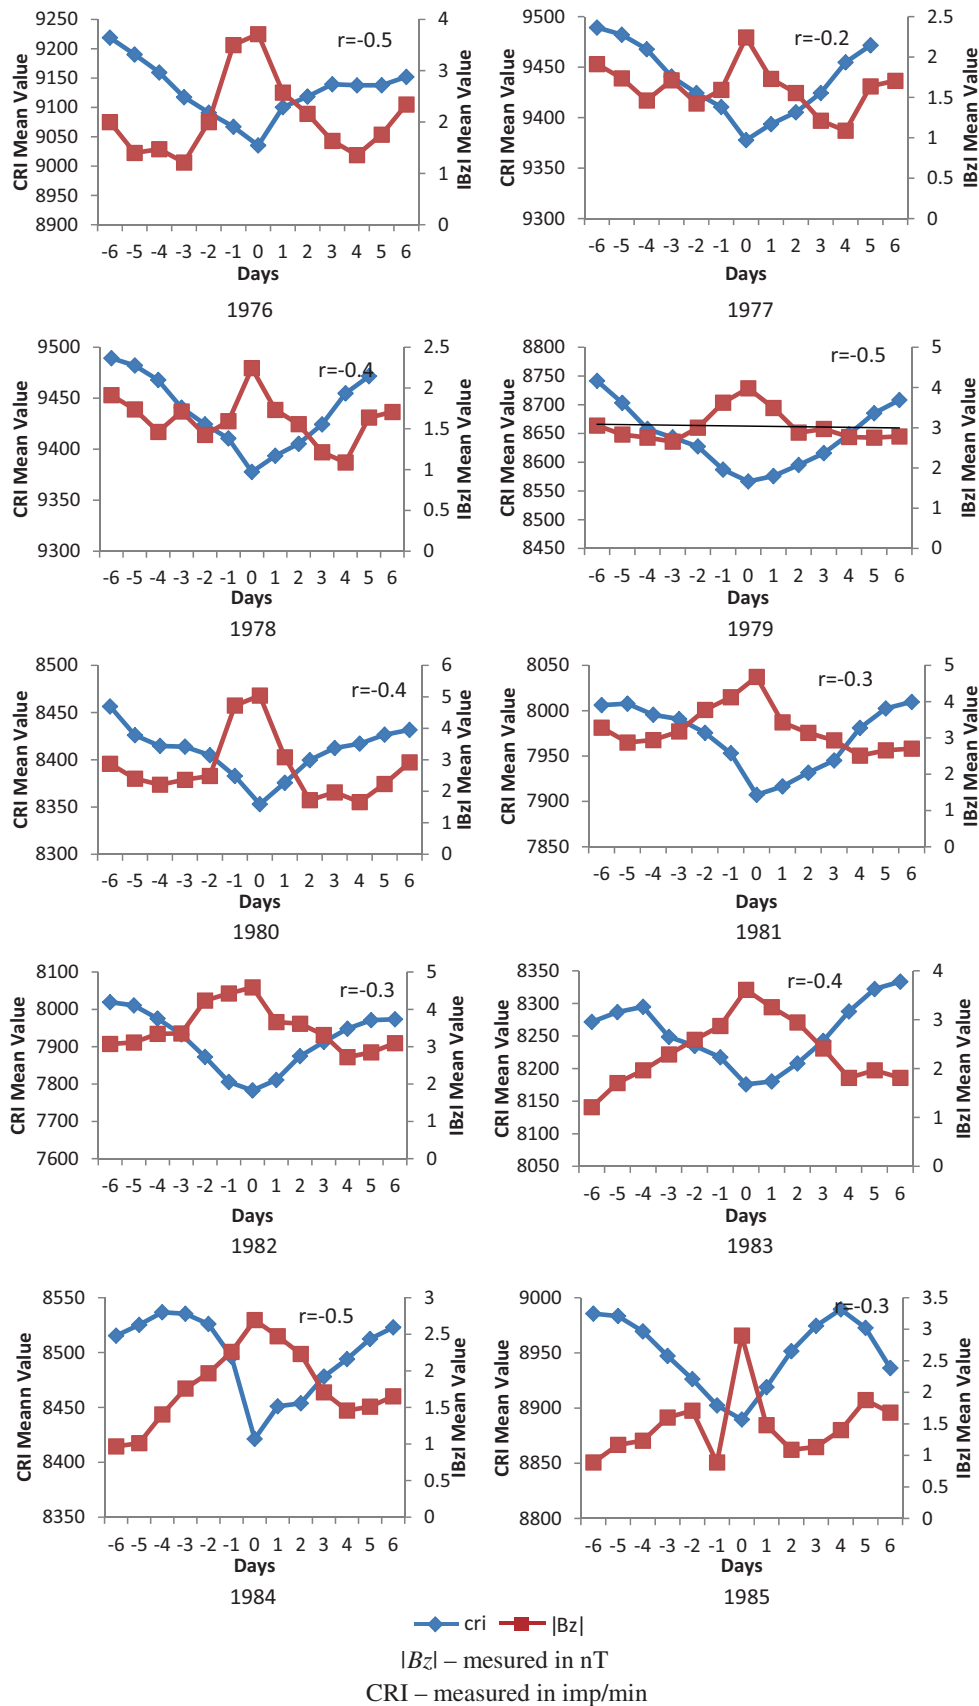 9250
9200
9150
9100
9050
9000
8950
8900
CRI Mean Value
4
3
2
1
0
IBzI Mean Value
r=-0.5
-6 -5 -4 -3 -2 -1 0 1 2 3 4 5 6
Days
1976
9500
9450
9400
9350
9300
CRI Mean Value
2.5
2
1.5
1
0.5
0
IBzI Mean Value
r=-0.2
-6 -5 -4 -3 -2 -1 0 1 2 3 4 5 6
Days
1977
9500
9450
9400
9350
9300
CRI Mean Value
2.5
2
1.5
1
0.5
0
IBzI Mean Value
r=-0.4
-6 -5 -4 -3 -2 -1 0 1 2 3 4 5 6
Days
1978
8800
8750
8700
8650
8600
8550
8500
8450
CRI Mean Value
5
4
3
2
1
0
IBzI Mean Value
r=-0.5
-6 -5 -4 -3 -2 -1 0 1 2 3 4 5 6
Days
1979
8500
8450
8400
8350
8300
CRI Mean Value
6
5
4
3
2
1
0
IBzI Mean Value
r=-0.4
-6 -5 -4 -3 -2 -1 0 1 2 3 4 5 6
Days
1980
8050
8000
7950
7900
7850
CRI Mean Value
5
4
3
2
1
0
IBzI Mean Value
r=-0.3
-6 -5 -4 -3 -2 -1 0 1 2 3 4 5 6
Days
1981
8100
8000
7900
7800
7700
7600
CRI Mean Value
5
4
3
2
1
0
IBzI Mean Value
r=-0.3
-6 -5 -4 -3 -2 -1 0 1 2 3 4 5 6
Days
1982
8350
8300
8250
8200
8150
8100
8050
CRI Mean Value
4
3
2
1
0
IBzI Mean Value
r=-0.4
-6 -5 -4 -3 -2 -1 0 1 2 3 4 5 6
Days
1983
8550
8500
8450
8400
8350
CRI Meann Value
3
2.5
2
1.5
1
0.5
0
IBzI Mean Value
r=-0.5
-6 -5 -4 -3 -2 -1 0 1 2 3 4 5 6
Days
1984
9000
8950
8900
8850
8800
CRI Mean Value
3.5
3
2.5
2
1.5
1
0.5
0
IBzI Mean Value
r=-0.3
-6 -5 -4 -3 -2 -1 0 1 2 3 4 5 6
Days
1985
cri |Bz|
|Bz| – mesured in nT
CRI – measured in imp/min